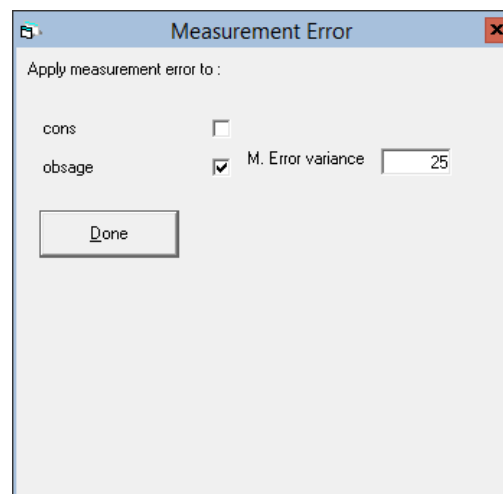 Measurement Error
Apply measurement error to :
cons
obsage M. Error variance 25
Done